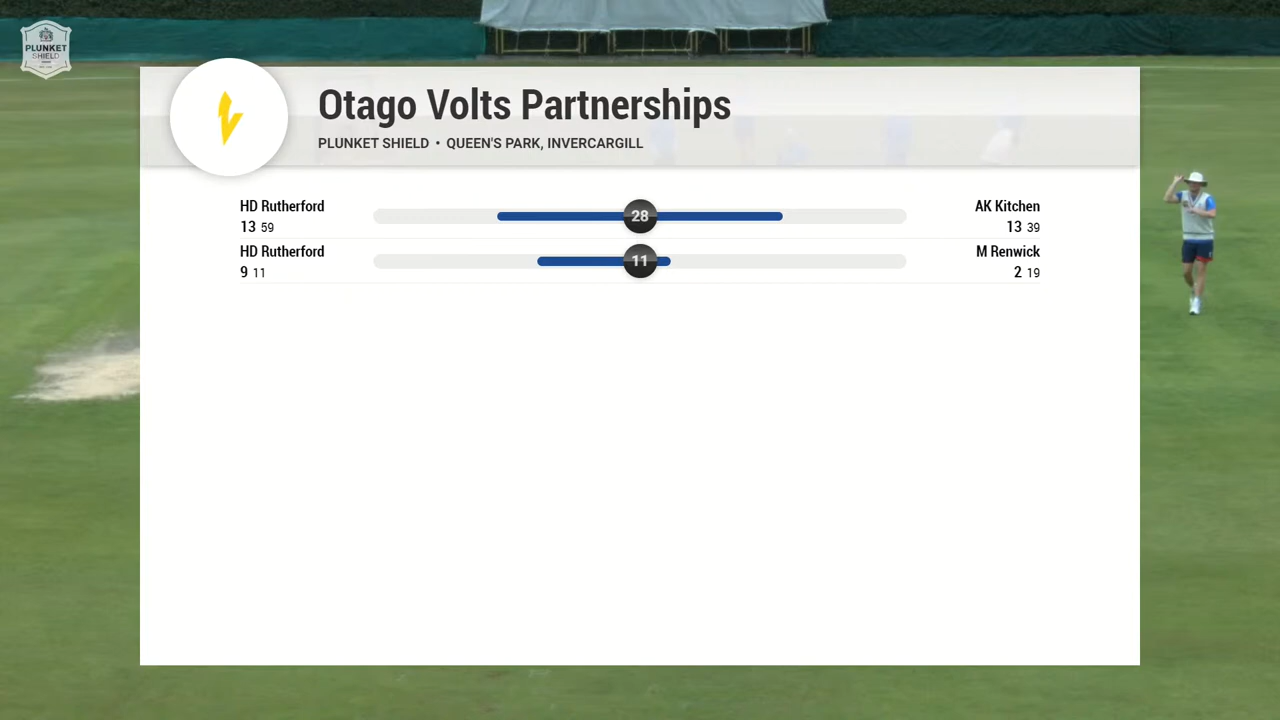 PLUNKET
SHIELD
Otago Volts Partnerships
PLUNKET SHIELD • QUEEN'S PARK, INVERCARGILL
HD Rutherford
13 59
28
AK Kitchen
13 39
HD Rutherford
9 11
11
M Renwick
2 19